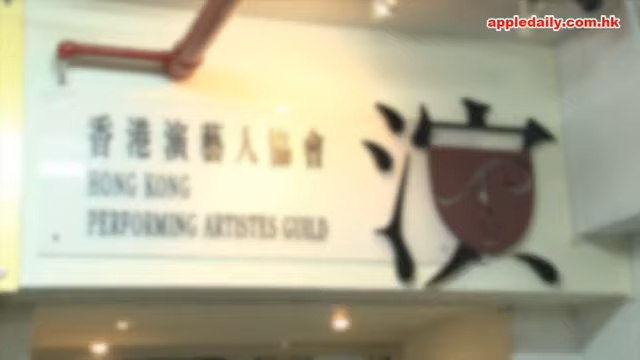 appledaily.com.hk
香港演藝人協會
HONG KONG
PERFORMING ARTISTES GUILD
演